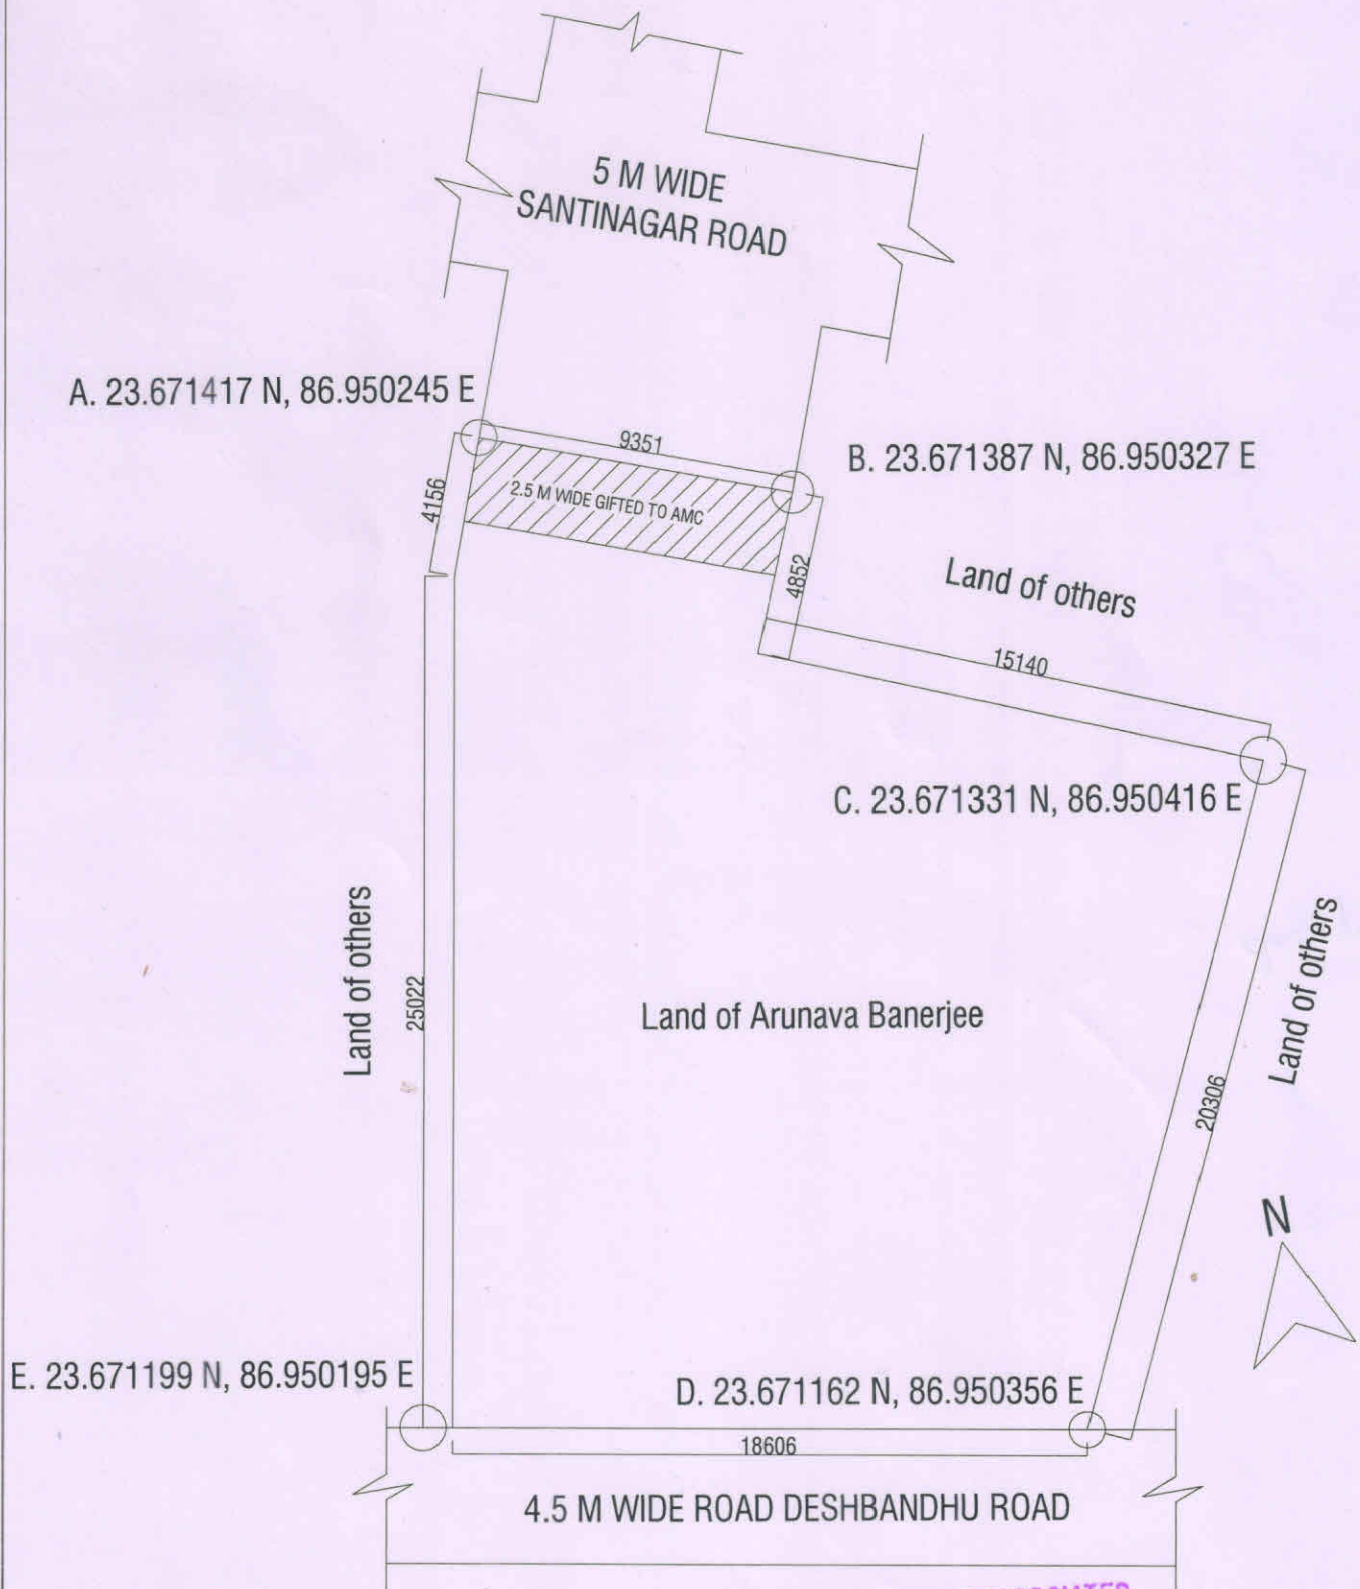 5 M WIDE
SANTINAGAR ROAD
A. 23.671417 N, 86.950245 E
9351
B. 23.671387 N, 86.950327 E
4156
2.5 M WIDE GIFTED TO AMC
4852
Land of others
15140
C. 23.671331 N, 86.950416 E
Land of others
25022
Land of Arunava Banerjee
Land of others
20306
N
E. 23.671199 N, 86.950195 E
D. 23.671162 N, 86.950356 E
18606
4.5 M WIDE ROAD DESHBANDHU ROAD